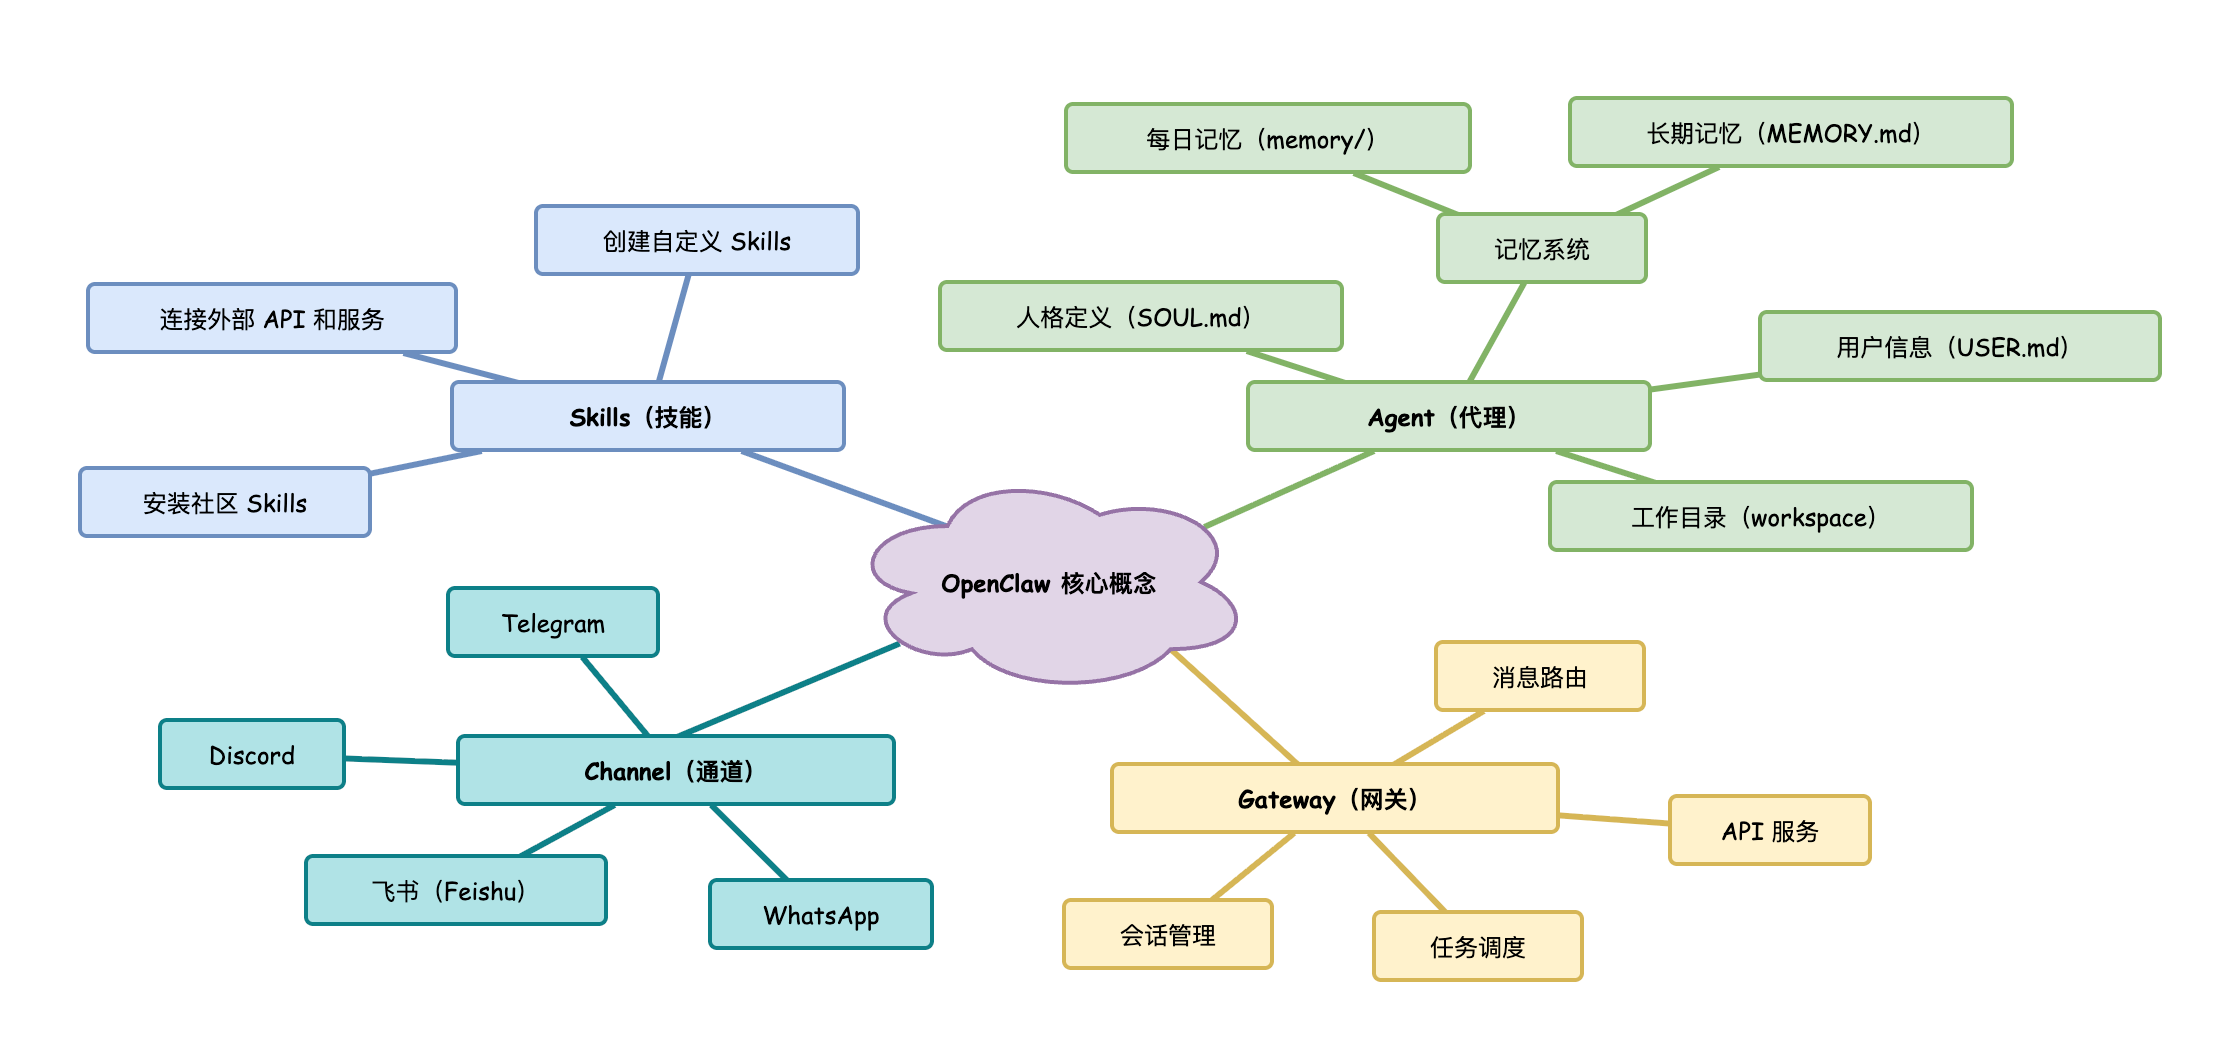 每日记忆（memory/）
长期记忆（MEMORY.md）
创建自定义 Skills
记忆系统
连接外部 API 和服务
人格定义（SOUL.md）
用户信息（USER.md）
Skills（技能）
Agent（代理）
安装社区 Skills
工作目录（workspace）
OpenClaw 核心概念
Telegram
消息路由
Discord
Channel（通道）
Gateway（网关）
API 服务
飞书（Feishu）
WhatsApp
会话管理
任务调度